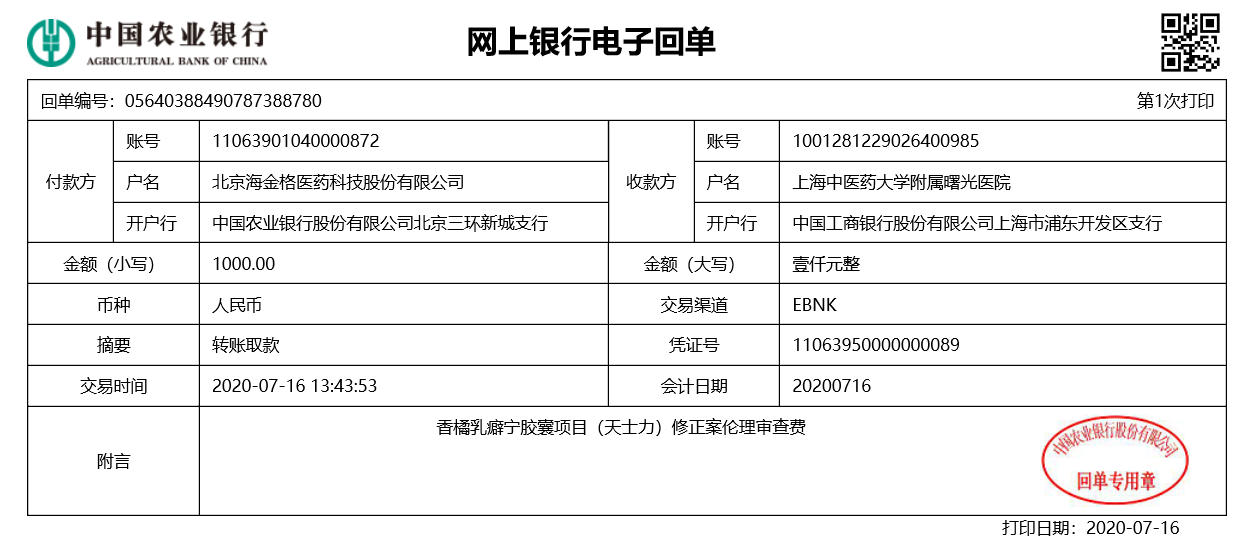 中国农业银行
AGRICULTURAL BANK OF CHINA
网上银行电子回单
回单编号：05640388490787388780 第1次打印
付款方 账号 11063901040000872 收款方 账号 1001281229026400985
户名 北京海金格医药科技股份有限公司 户名 上海中医药大学附属曙光医院
开户行 中国农业银行股份有限公司北京三环新城支行 开户行 中国工商银行股份有限公司上海市浦东开发区支行
金额（小写） 1000.00 金额（大写） 壹仟元整
币种 人民币 交易渠道 EBNK
摘要 转账取款 凭证号 11063950000000089
交易时间 2020-07-16 13:43:53 会计日期 20200716
附言 香橘乳癖宁胶囊项目（天士力）修正案伦理审查费
中国农业银行股份有限公司
回单专用章
打印日期：2020-07-16